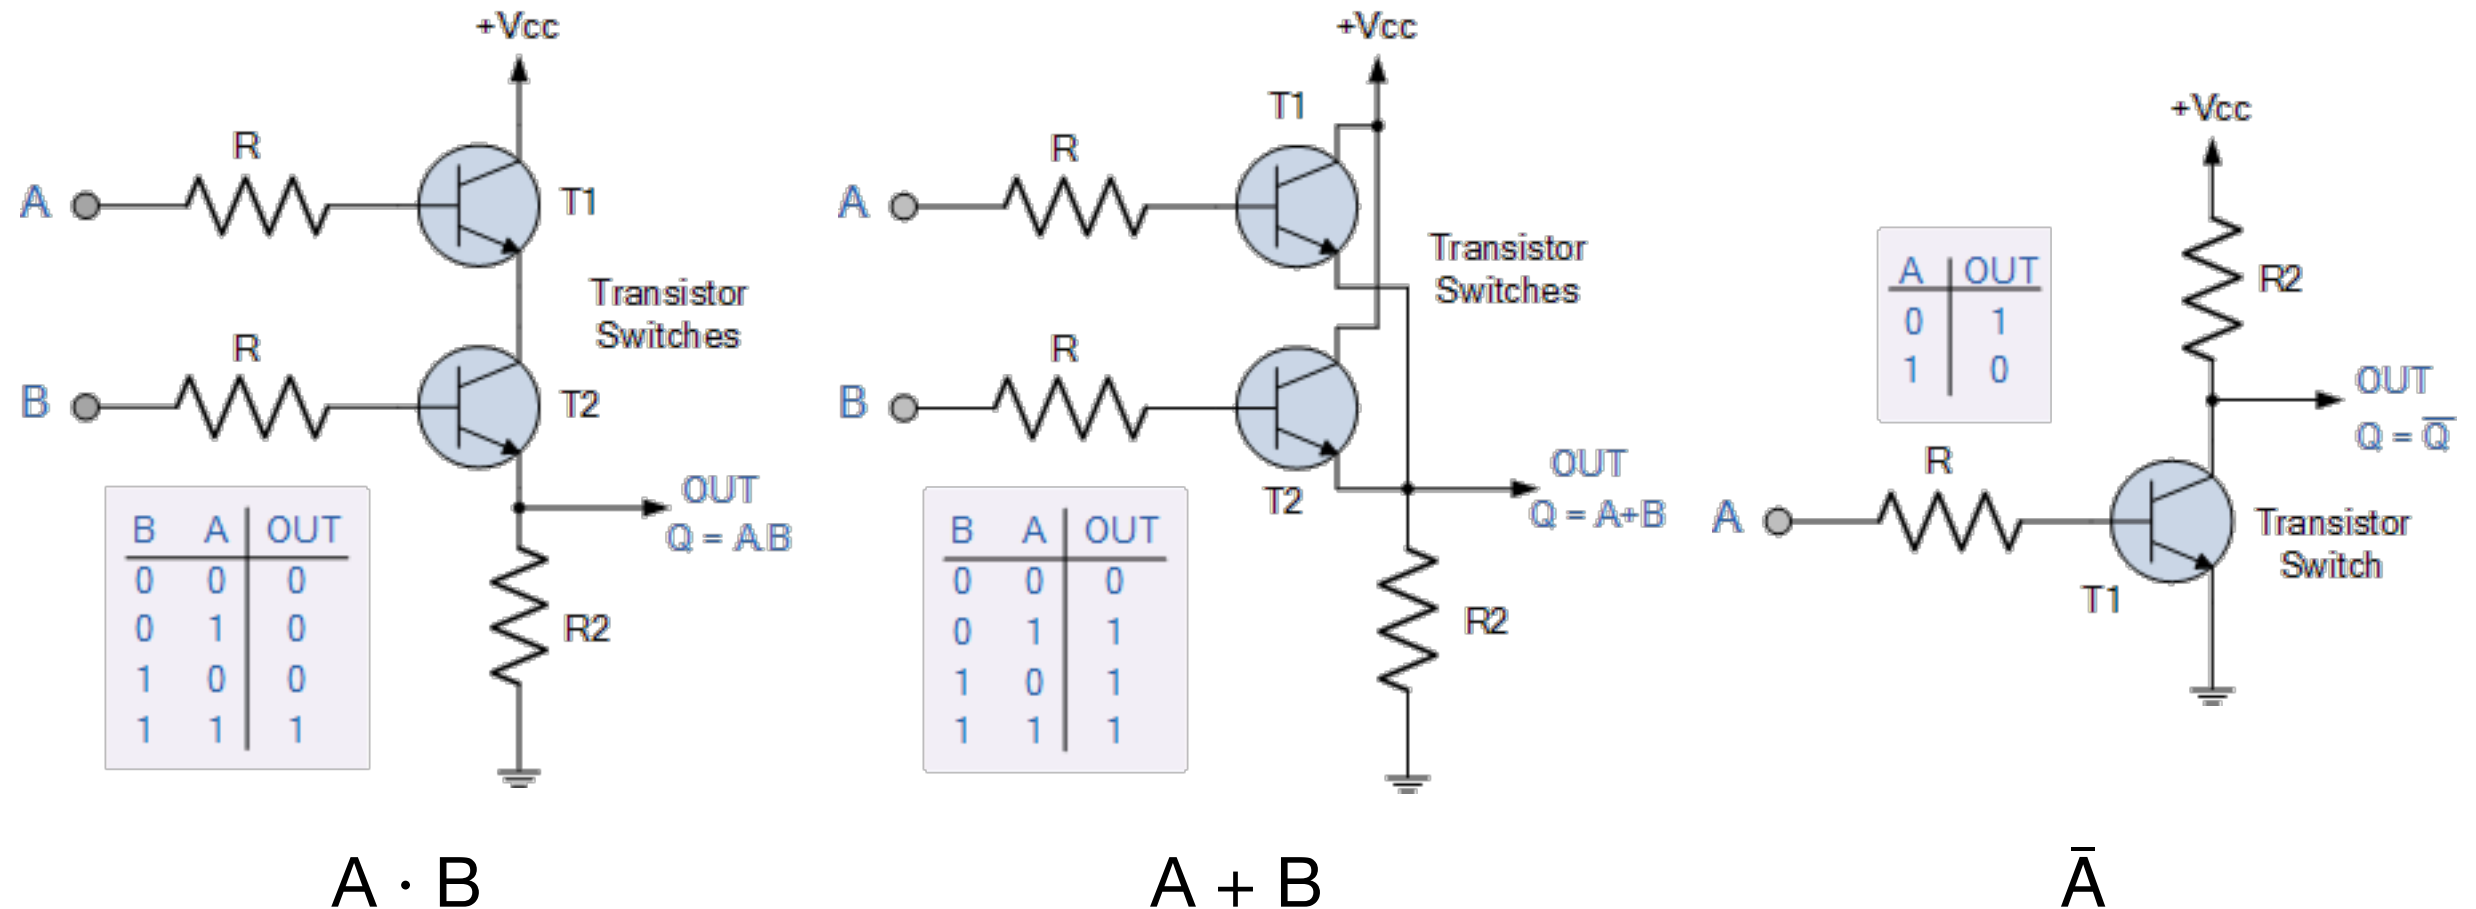 +Vcc
R
A
T1
Transistor
Switches
R
B
T2
OUT
Q = A.B
B A OUT
0 0 0
0 1 0
1 0 0
1 1 1
R2
A · B
+Vcc
T1
R
A
Transistor
Switches
R
B
T2
OUT
Q = A+B
B A OUT
0 0 0
0 1 1
1 0 1
1 1 1
R2
A + B
+Vcc
A OUT
0 1
1 0
R2
OUT
Q = Q̅
R
A
Transistor
Switch
T1
Ā